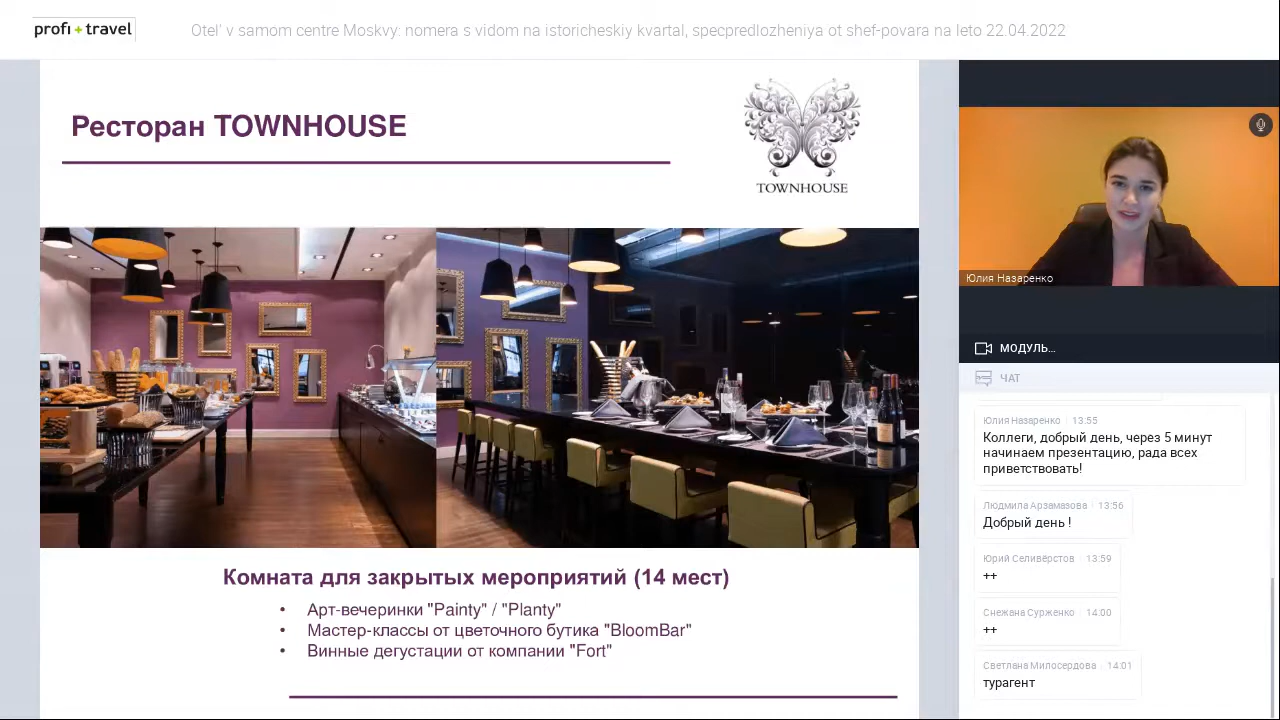 profi + travel
Otel' v samom centre Moskvy: nomera s vidom na istoricheskiy kvartal, specpredlozheniya ot shef-povara na leto 22.04.2022
Ресторан TOWNHOUSE
TOWNHOUSE
Комната для закрытых мероприятий (14 мест)
• Арт-вечеринки "Painty" / "Planty"
• Мастер-классы от цветочного бутика "BloomBar"
• Винные дегустации от компании "Fort"
Юлия Назаренко
МОДУЛЬ...
ЧАТ
Юлия Назаренко 13:55
Коллеги, добрый день, через 5 минут
начинаем презентацию, рада всех
приветствовать!
Людмила Арзамазова 13:56
Добрый день !
Юрий Селивёрстов 13:59
++
Снежана Сурженко 14:00
++
Светлана Милосердова 14:01
турагент